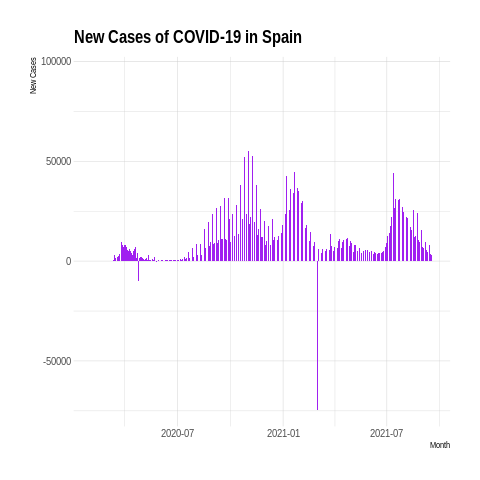 New Cases of COVID-19 in Spain
New Cases
100000
50000
0
-50000
2020-07
2021-01
2021-07
Month